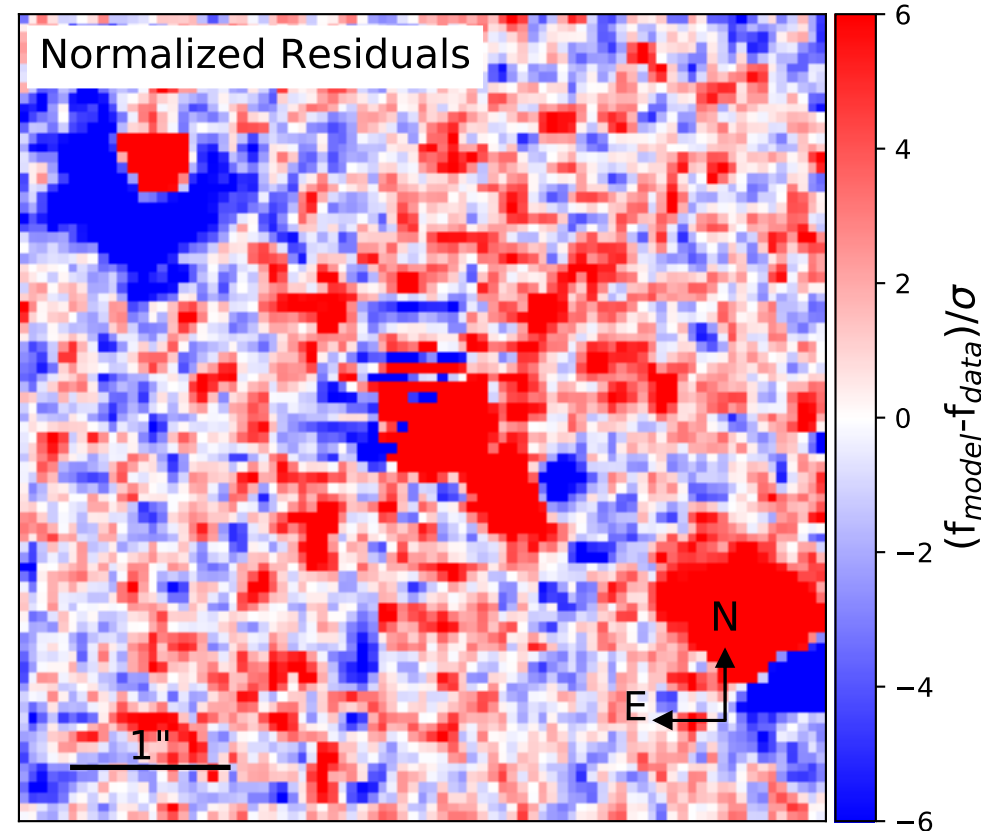 Normalized Residuals
N
E
1"
6
4
2
0
−2
−4
−6
(f_model-f_data)/σ